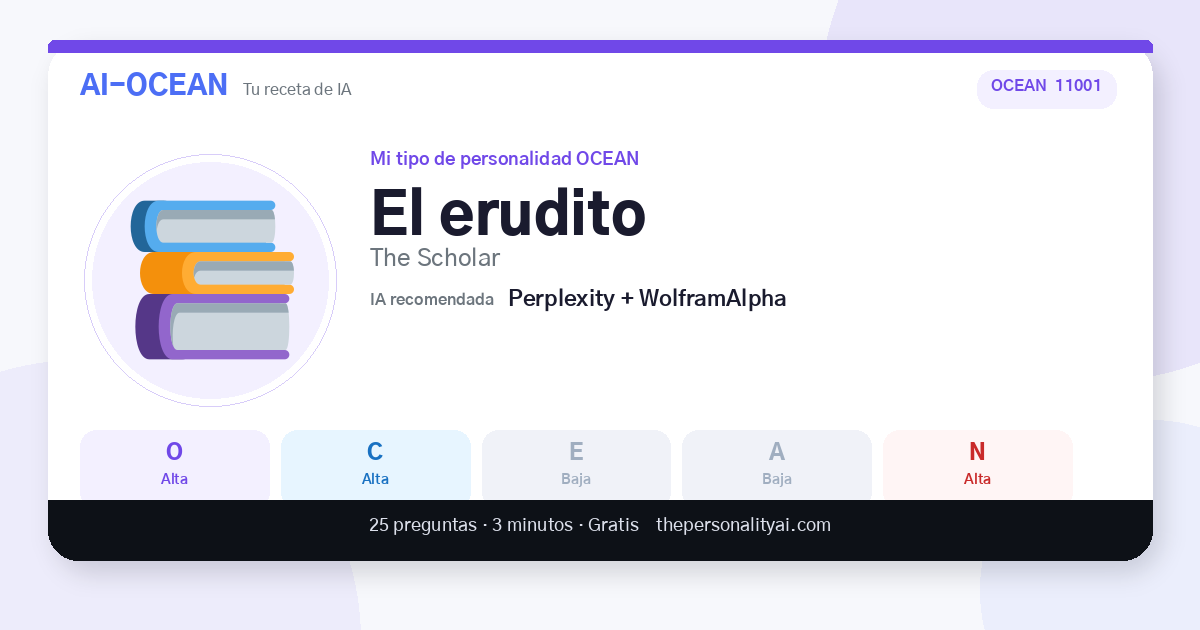 AI-OCEAN Tu receta de IA
OCEAN 11001
Mi tipo de personalidad OCEAN
El erudito
The Scholar
IA recomendada Perplexity + WolframAlpha
O C E A N
Alta Alta Baja Baja Alta
25 preguntas · 3 minutos · Gratis thepersonalityai.com